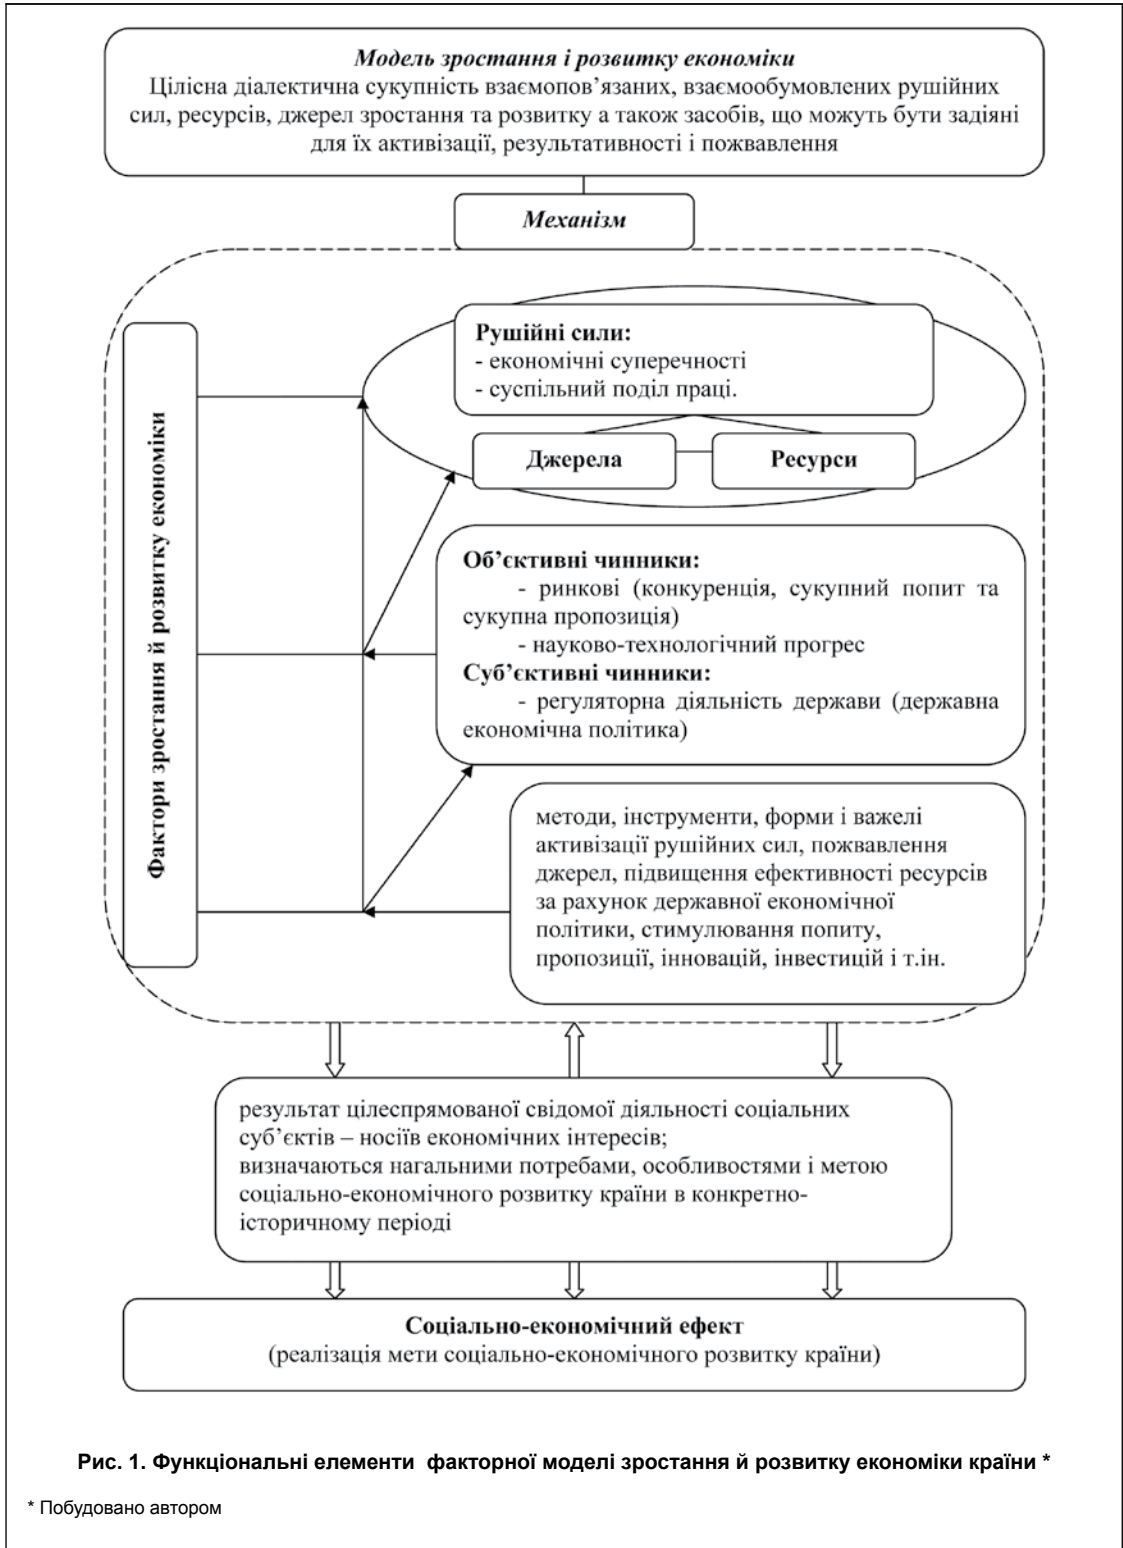 Модель зростання і розвитку економіки
Цілісна діалектична сукупність взаємопов’язаних, взаємообумовлених рушійних
сил, ресурсів, джерел зростання та розвитку а також засобів, що можуть бути задіяні
для їх активізації, результативності і пожвавлення
Механізм
Фактори зростання й розвитку економіки
Рушійні сили:
- економічні суперечності
- суспільний поділ праці.
Джерела
Ресурси
Об’єктивні чинники:
- ринкові (конкуренція, сукупний попит та
сукупна пропозиція)
- науково-технологічний прогрес
Суб’єктивні чинники:
- регуляторна діяльність держави (державна
економічна політика)
методи, інструменти, форми і важелі
активізації рушійних сил, пожвавлення
джерел, підвищення ефективності ресурсів
за рахунок державної економічної
політики, стимулювання попиту,
пропозиції, інновацій, інвестицій і т.ін.
результат цілеспрямованої свідомої діяльності соціальних
суб’єктів – носіїв економічних інтересів;
визначаються нагальними потребами, особливостями і метою
соціально-економічного розвитку країни в конкретно-
історичному періоді
Соціально-економічний ефект
(реалізація мети соціально-економічного розвитку країни)
Рис. 1. Функціональні елементи факторної моделі зростання й розвитку економіки країни *
* Побудовано автором